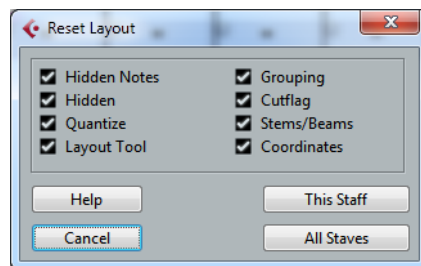 Reset Layout
Hidden Notes
Hidden
Quantize
Layout Tool
Grouping
Cutflag
Stems/Beams
Coordinates
Help
This Staff
Cancel
All Staves